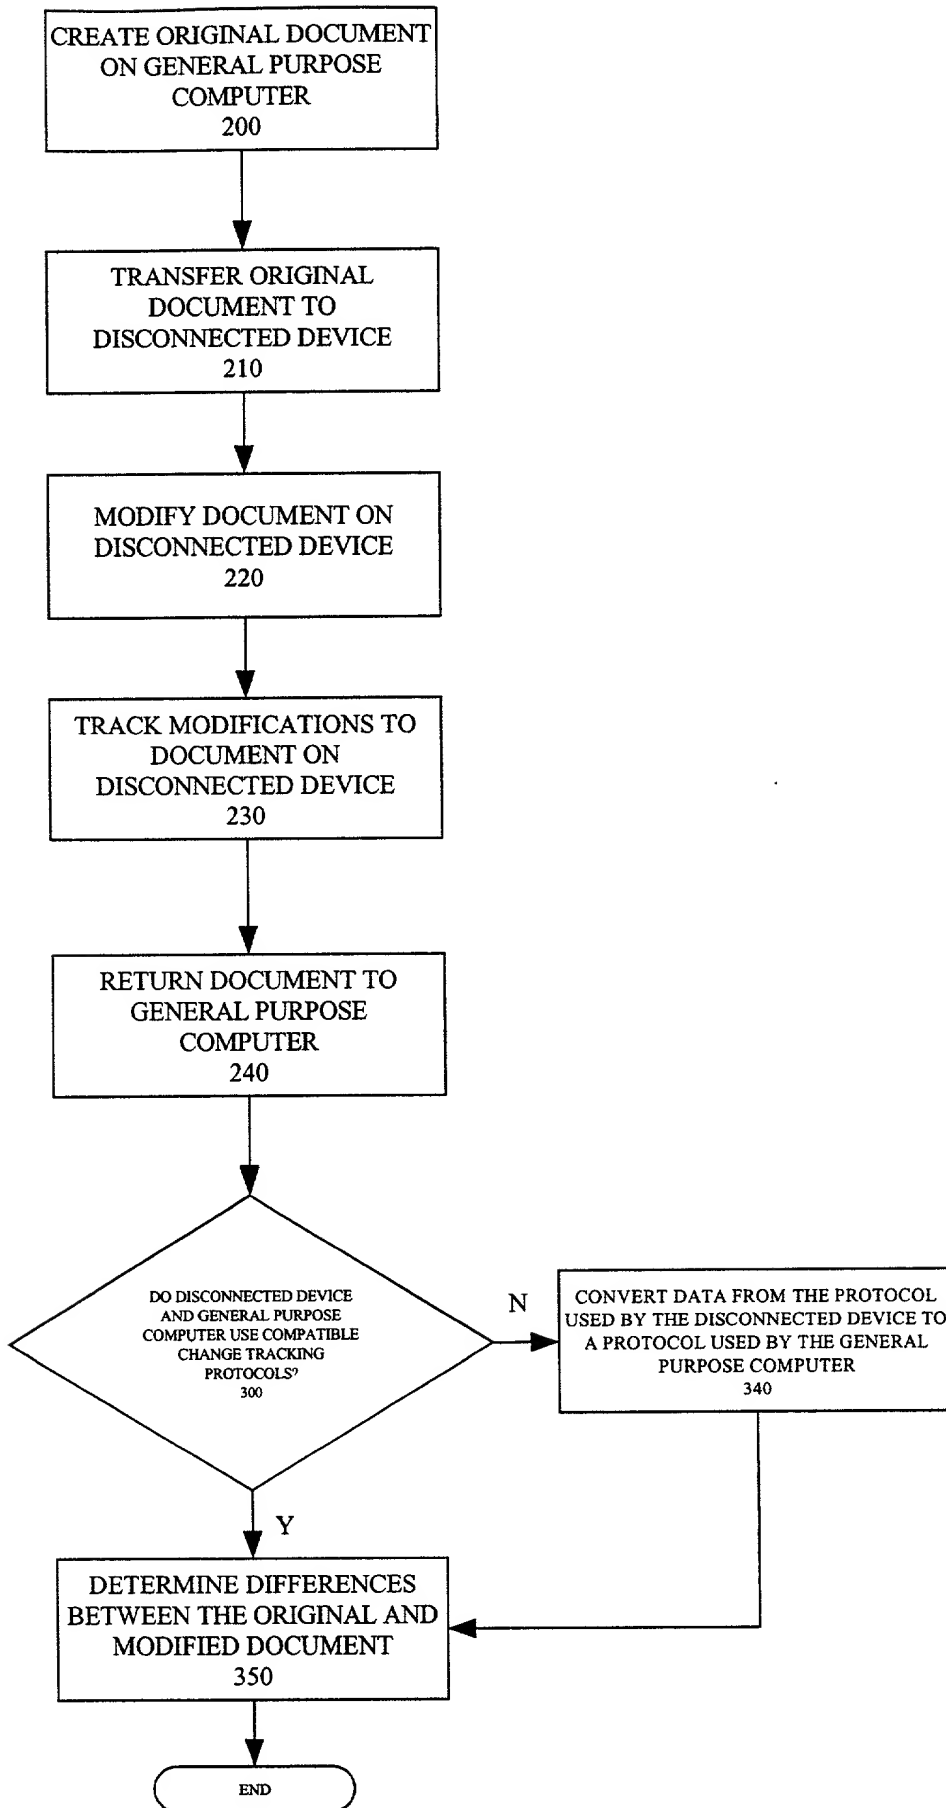 CREATE ORIGINAL DOCUMENT
ON GENERAL PURPOSE
COMPUTER
200
TRANSFER ORIGINAL
DOCUMENT TO
DISCONNECTED DEVICE
210
MODIFY DOCUMENT ON
DISCONNECTED DEVICE
220
TRACK MODIFICATIONS TO
DOCUMENT ON
DISCONNECTED DEVICE
230
RETURN DOCUMENT TO
GENERAL PURPOSE
COMPUTER
240
DO DISCONNECTED DEVICE
AND GENERAL PURPOSE
COMPUTER USE COMPATIBLE
CHANGE TRACKING
PROTOCOLS?
300
N
CONVERT DATA FROM THE PROTOCOL
USED BY THE DISCONNECTED DEVICE TO
A PROTOCOL USED BY THE GENERAL
PURPOSE COMPUTER
340
Y
DETERMINE DIFFERENCES
BETWEEN THE ORIGINAL AND
MODIFIED DOCUMENT
350
END